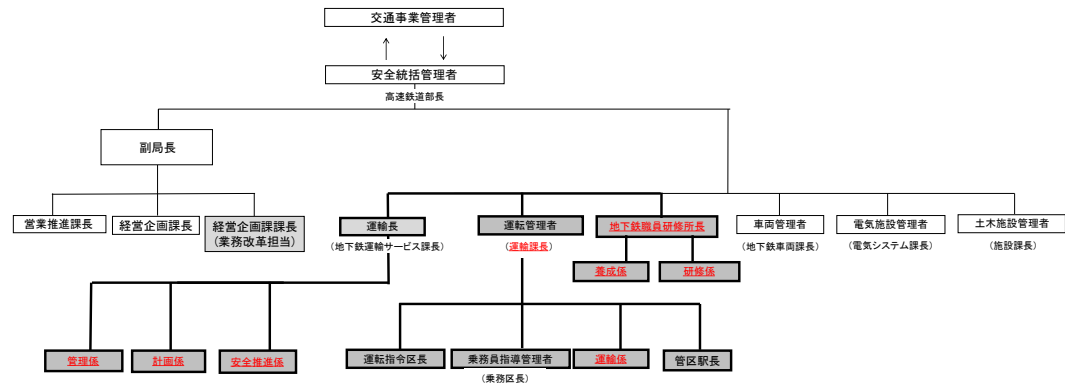 交通事業管理者
安全統括管理者
高速鉄道部長
副局長
営業推進課長
経営企画課長
経営企画課課長
(業務改革担当)
運輸長
(地下鉄運輸サービス課長)
運転管理者
(運輸課長)
地下鉄職員研修所長
車両管理者
(地下鉄車両課長)
電気施設管理者
(電気システム課長)
土木施設管理者
(施設課長)
養成係
研修係
管理係
計画係
安全推進係
運転指令区長
乗務員指導管理者
(乗務区長)
運輸係
管区駅長